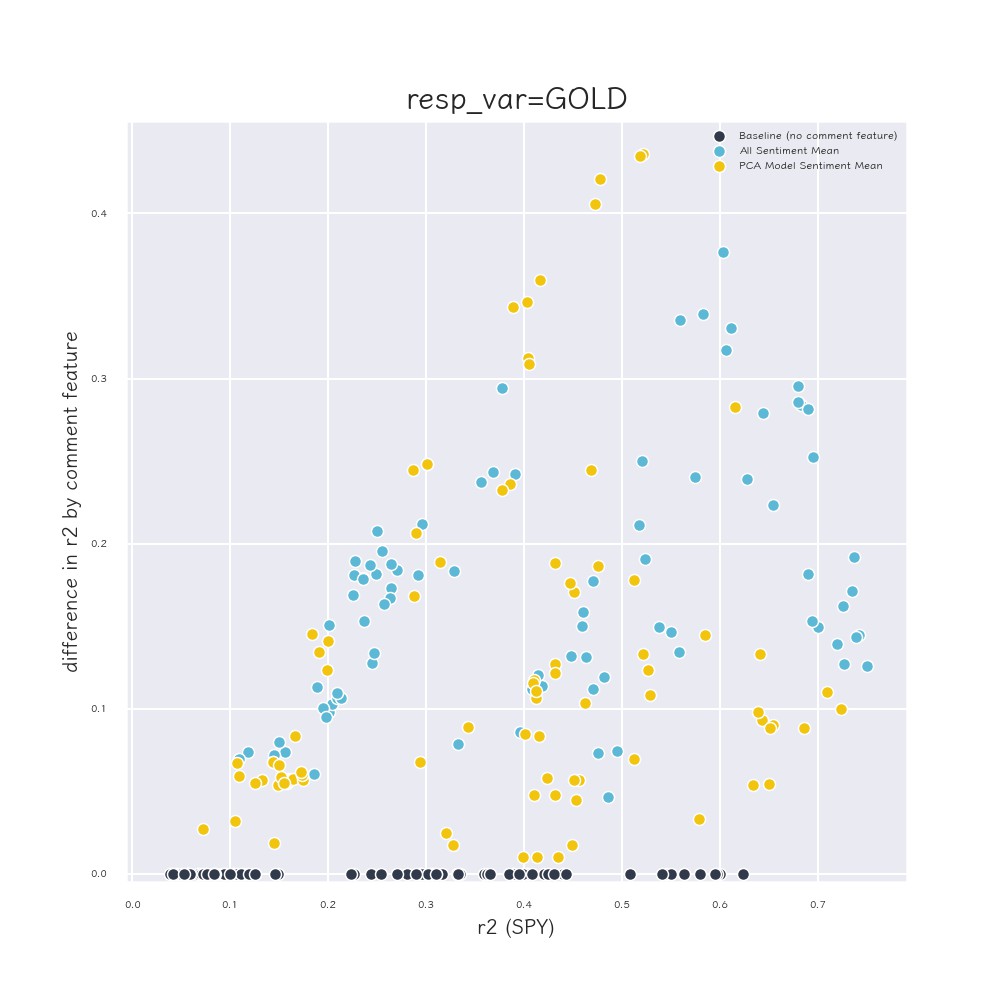 resp_var=GOLD
Baseline (no comment feature)
All Sentiment Mean
PCA Model Sentiment Mean
difference in r2 by comment feature
0.4
0.3
0.2
0.1
0.0
0.0 0.1 0.2 0.3 0.4 0.5 0.6 0.7
r2 (SPY)